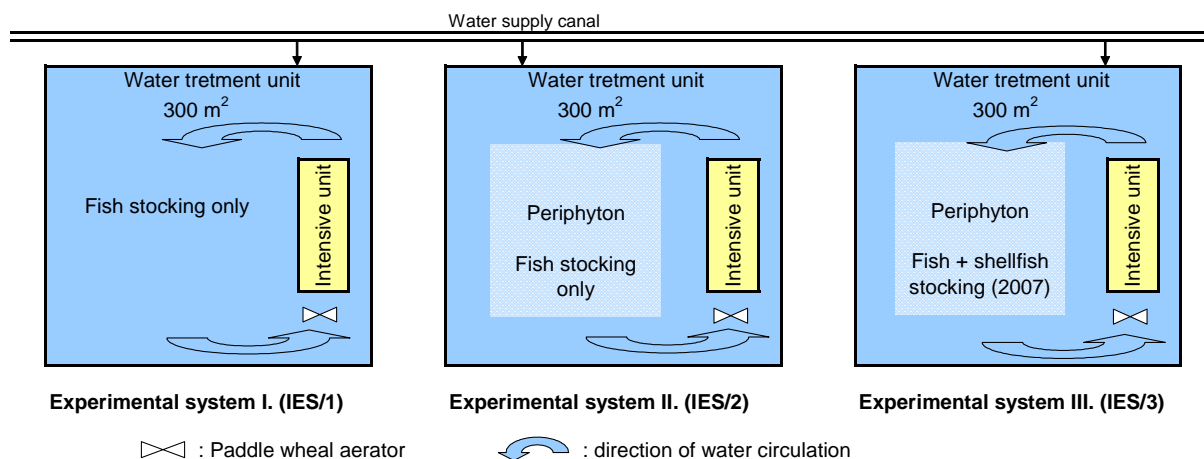 Water supply canal
Water tretment unit
300 m²
Fish stocking only
Intensive unit
Experimental system I. (IES/1)
Water tretment unit
300 m²
Periphyton
Fish stocking
only
Intensive unit
Experimental system II. (IES/2)
Water tretment unit
300 m²
Periphyton
Fish + shellfish
stocking (2007)
Intensive unit
Experimental system III. (IES/3)
: Paddle wheal aerator
: direction of water circulation